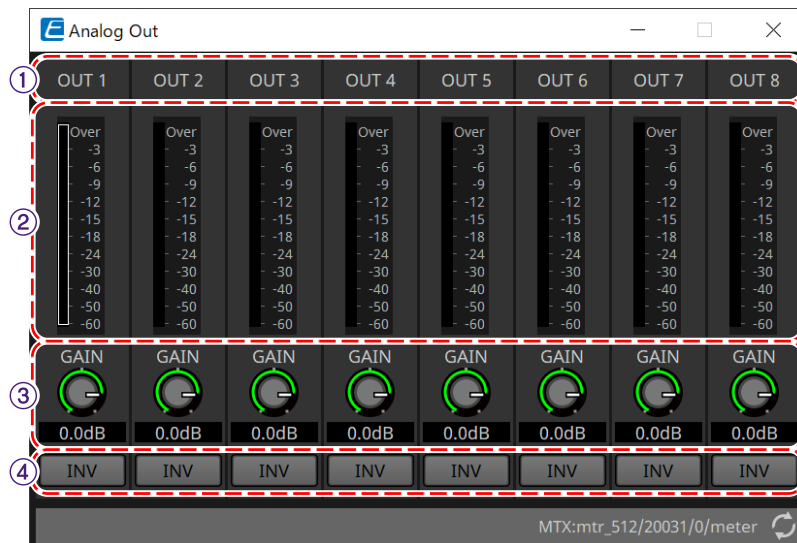 E Analog Out
① OUT 1 OUT 2 OUT 3 OUT 4 OUT 5 OUT 6 OUT 7 OUT 8
② Over Over Over Over Over Over Over Over
-3 -3 -3 -3 -3 -3 -3 -3
-6 -6 -6 -6 -6 -6 -6 -6
-9 -9 -9 -9 -9 -9 -9 -9
-12 -12 -12 -12 -12 -12 -12 -12
-15 -15 -15 -15 -15 -15 -15 -15
-18 -18 -18 -18 -18 -18 -18 -18
-24 -24 -24 -24 -24 -24 -24 -24
-30 -30 -30 -30 -30 -30 -30 -30
-40 -40 -40 -40 -40 -40 -40 -40
-50 -50 -50 -50 -50 -50 -50 -50
-60 -60 -60 -60 -60 -60 -60 -60
③ GAIN GAIN GAIN GAIN GAIN GAIN GAIN GAIN
0.0dB 0.0dB 0.0dB 0.0dB 0.0dB 0.0dB 0.0dB 0.0dB
④ INV INV INV INV INV INV INV INV
MTX:mtr_512/20031/0/meter